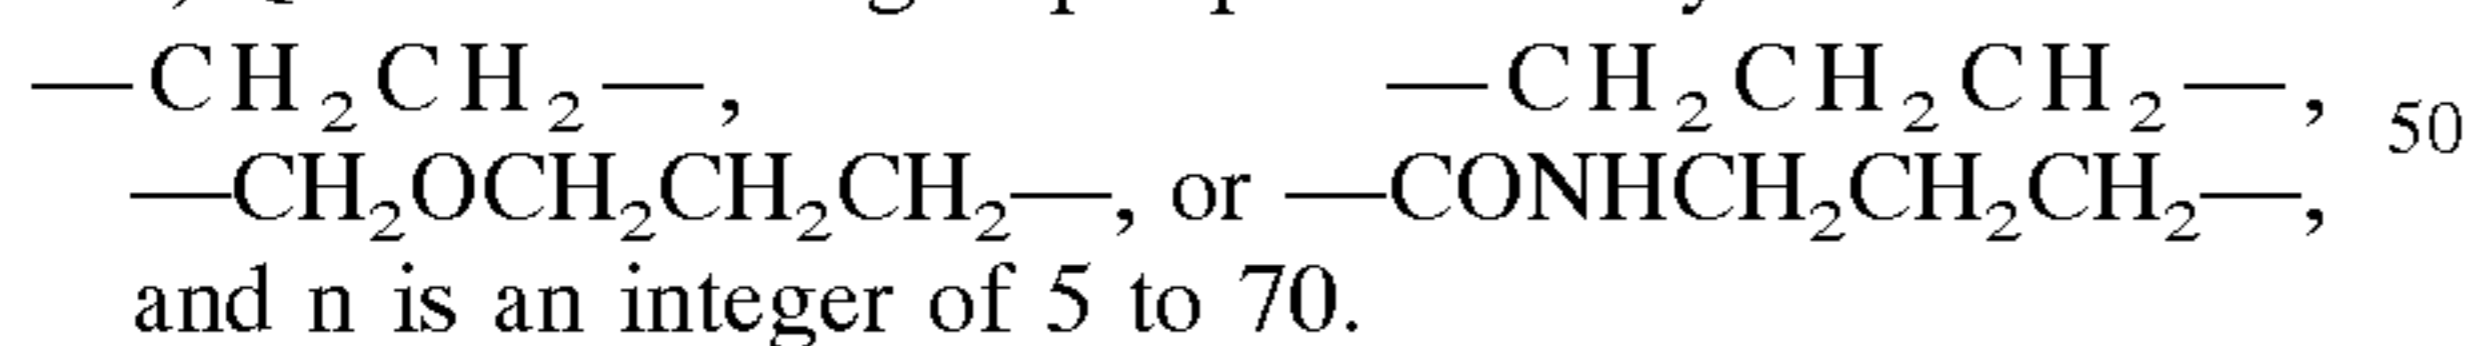 —CH₂CH₂—, —CH₂CH₂CH₂—, 50
—CH₂OCH₂CH₂CH₂—, or —CONHCH₂CH₂CH₂—,
and n is an integer of 5 to 70.